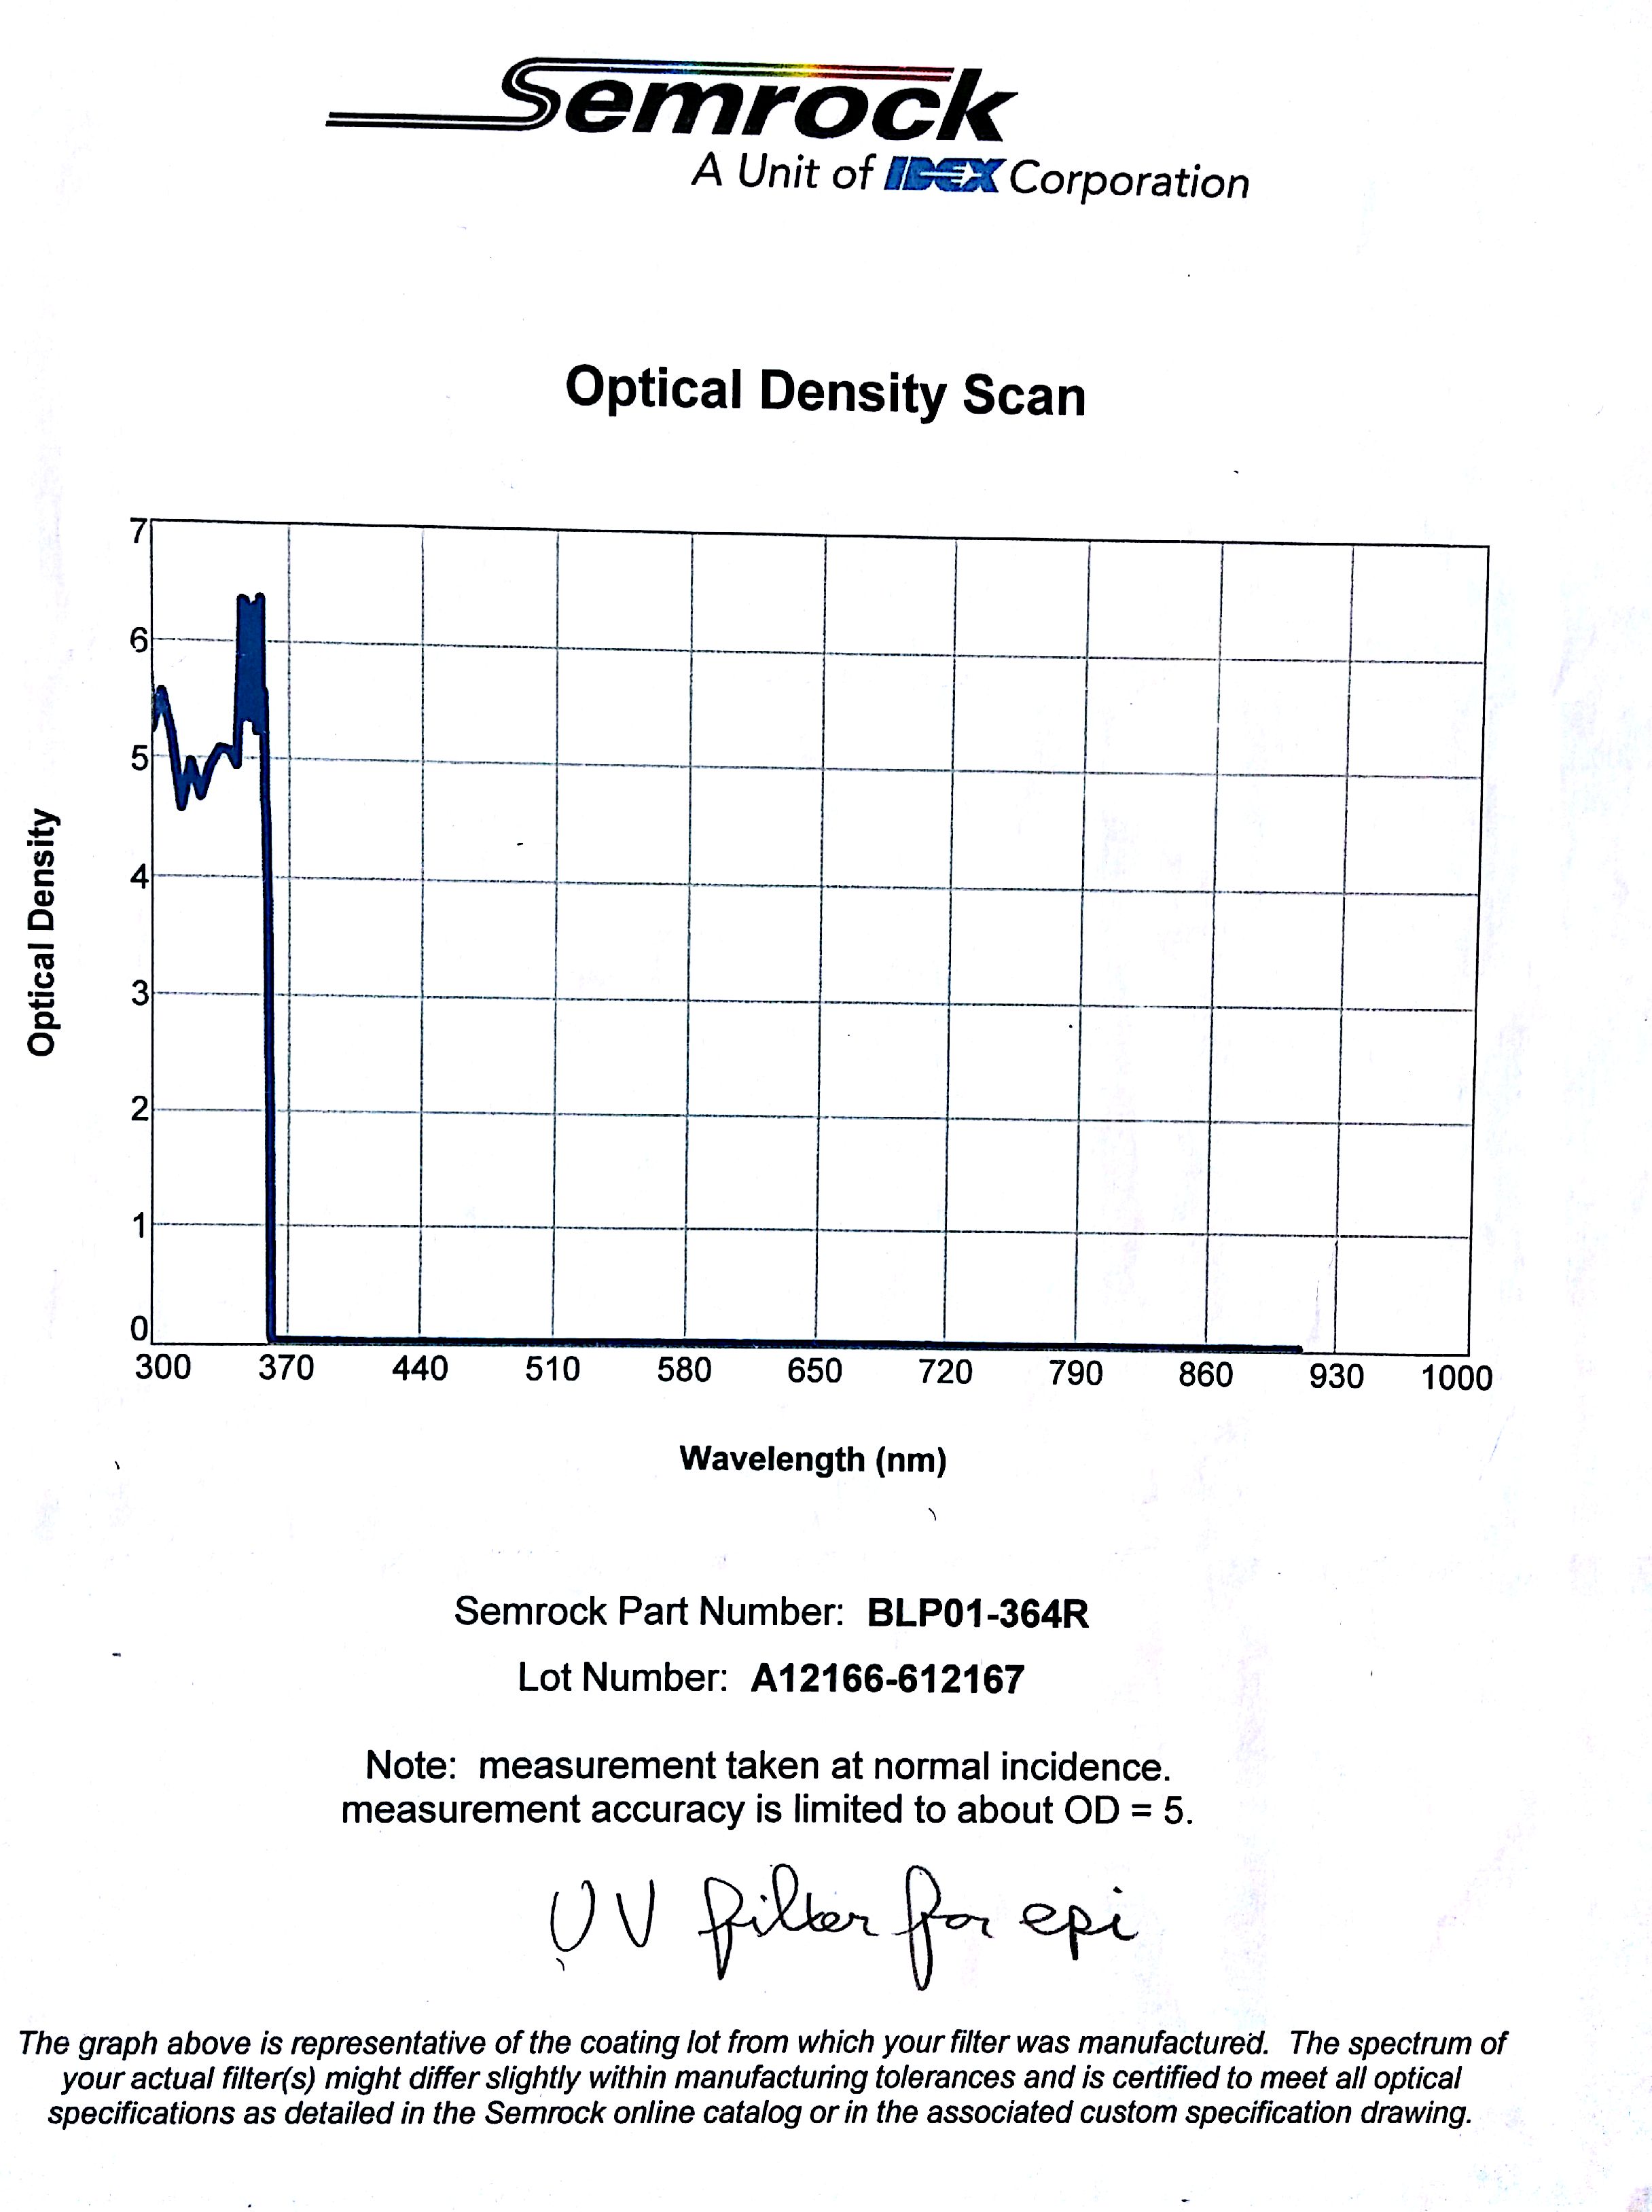 Semrock
A Unit of IDEX Corporation
Optical Density Scan
7
6
5
4
3
2
1
0
Optical Density
300 370 440 510 580 650 720 790 860 930 1000
Wavelength (nm)
Semrock Part Number: BLP01-364R
Lot Number: A12166-612167
Note: measurement taken at normal incidence.
measurement accuracy is limited to about OD = 5.
UV filter for epi
The graph above is representative of the coating lot from which your filter was manufactured. The spectrum of
your actual filter(s) might differ slightly within manufacturing tolerances and is certified to meet all optical
specifications as detailed in the Semrock online catalog or in the associated custom specification drawing.